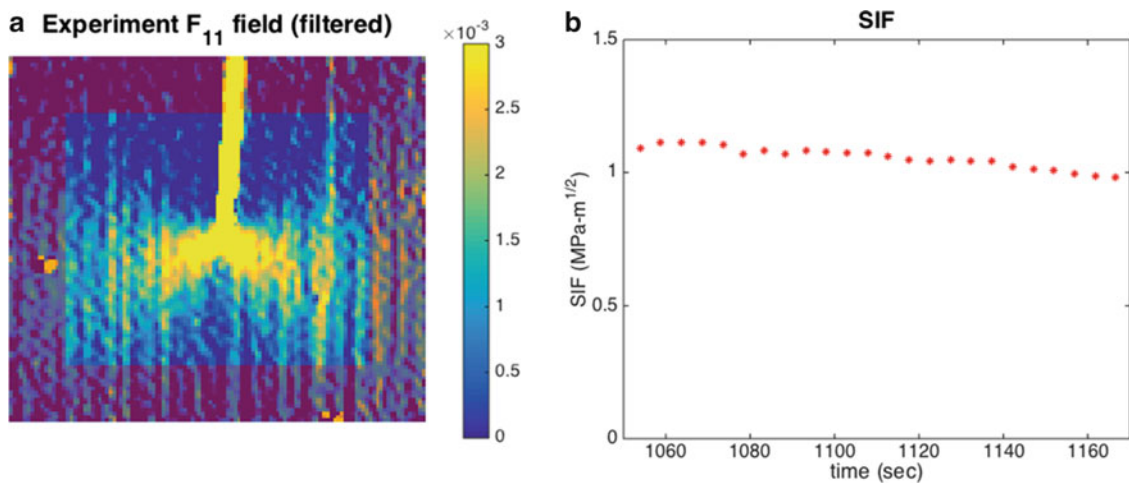 a Experiment F₁₁ field (filtered)
×10⁻³
3
2.5
2
1.5
1
0.5
0
b SIF
1.5
1
0.5
0
SIF (MPa-m¹/²)
1060 1080 1100 1120 1140 1160
time (sec)